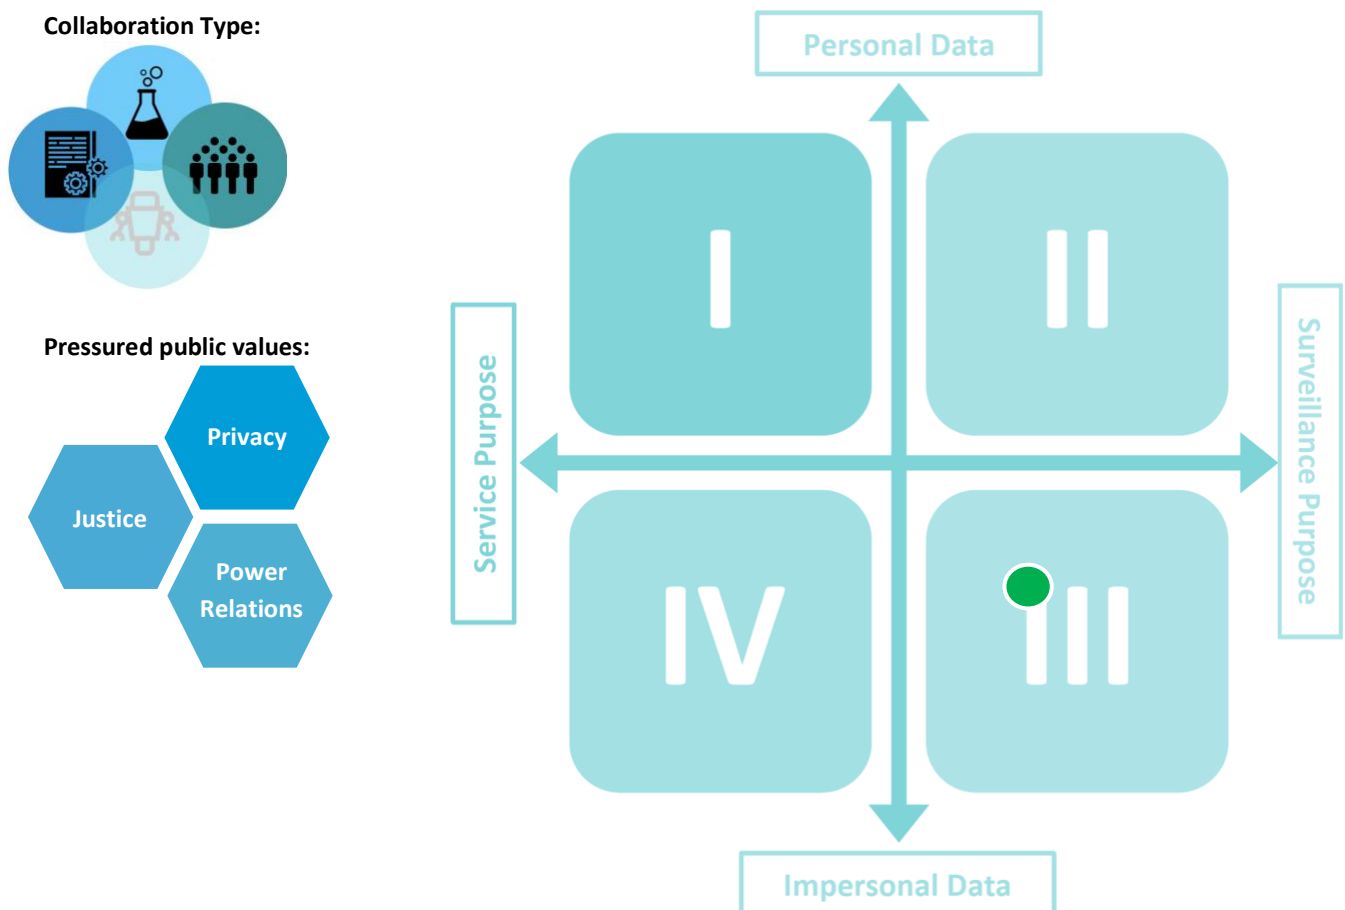 Collaboration Type:
Pressured public values:
Privacy
Justice
Power
Relations
Personal Data
I
II
Service Purpose
Surveillance Purpose
IV
III
Impersonal Data